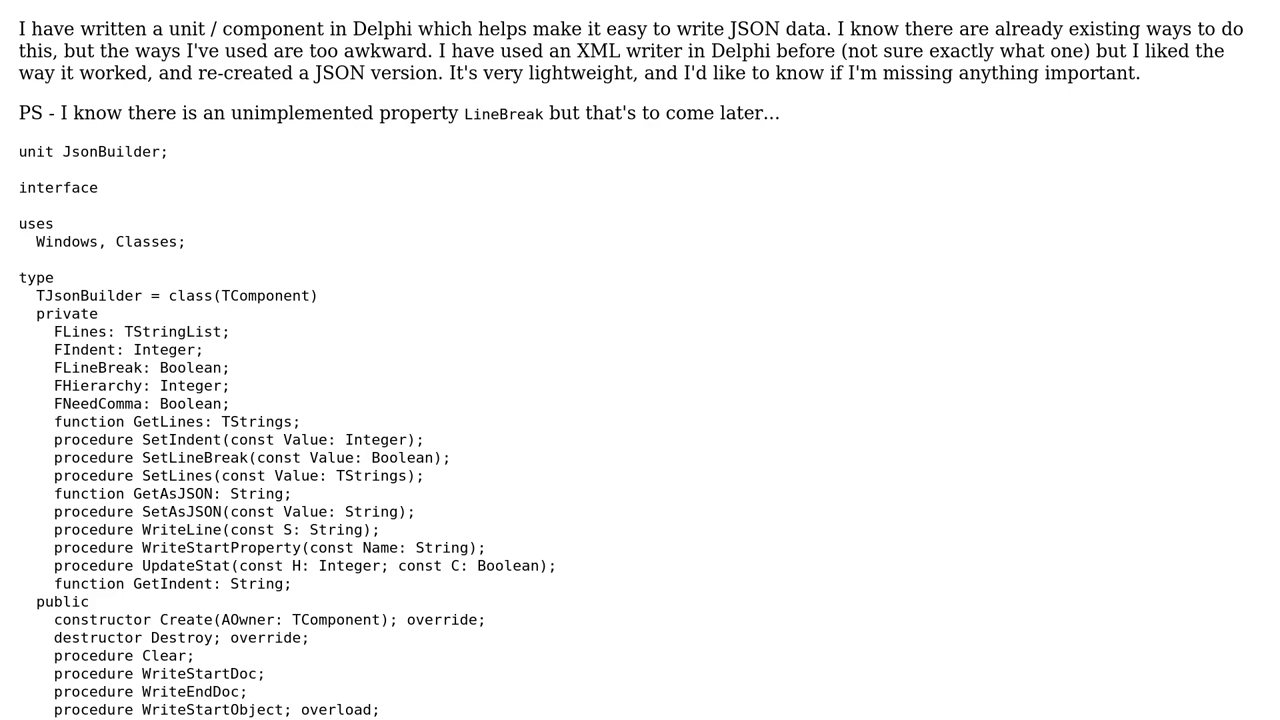 I have written a unit / component in Delphi which helps make it easy to write JSON data. I know there are already existing ways to do
this, but the ways I've used are too awkward. I have used an XML writer in Delphi before (not sure exactly what one) but I liked the
way it worked, and re-created a JSON version. It's very lightweight, and I'd like to know if I'm missing anything important.
PS - I know there is an unimplemented property LineBreak but that's to come later...
unit JsonBuilder;
interface
uses
  Windows, Classes;
type
  TJsonBuilder = class(TComponent)
  private
    FLines: TStringList;
    FIndent: Integer;
    FLineBreak: Boolean;
    FHierarchy: Integer;
    FNeedComma: Boolean;
    function GetLines: TStrings;
    procedure SetIndent(const Value: Integer);
    procedure SetLineBreak(const Value: Boolean);
    procedure SetLines(const Value: TStrings);
    function GetAsJSON: String;
    procedure SetAsJSON(const Value: String);
    procedure WriteLine(const S: String);
    procedure WriteStartProperty(const Name: String);
    procedure UpdateStat(const H: Integer; const C: Boolean);
    function GetIndent: String;
  public
    constructor Create(AOwner: TComponent); override;
    destructor Destroy; override;
    procedure Clear;
    procedure WriteStartDoc;
    procedure WriteEndDoc;
    procedure WriteStartObject; overload;